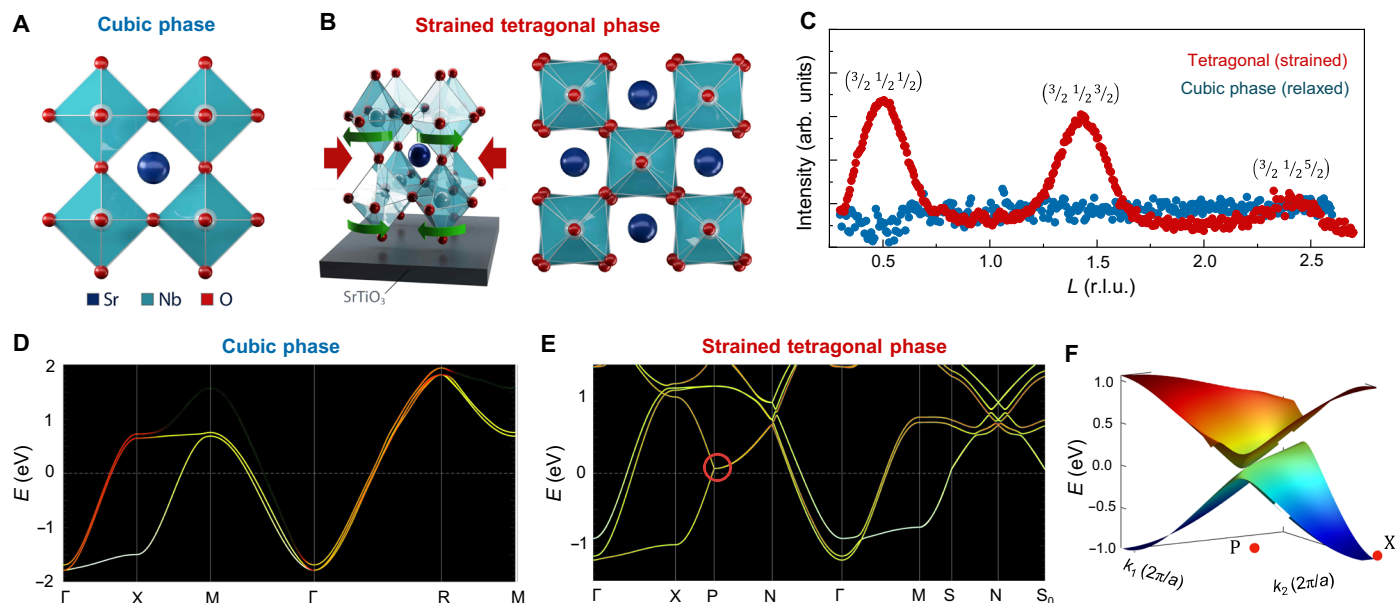 A
Cubic phase
Sr Nb O
B
Strained tetragonal phase
SrTiO₃
C
Intensity (arb. units)
Tetragonal (strained)
Cubic phase (relaxed)
(3/2 1/2 1/2)
(3/2 1/2 3/2)
(3/2 1/2 5/2)
0.5 1.0 1.5 2.0 2.5
L (r.l.u.)
D
Cubic phase
E (eV)
2
1
0
−1
−2
Γ X M Γ R M
E
Strained tetragonal phase
E (eV)
1
0
−1
Γ X P N Γ M S N S₀
F
E (eV)
1.0
0.5
0.0
−0.5
−1.0
P
X
k₁ (2π/a)
k₂ (2π/a)